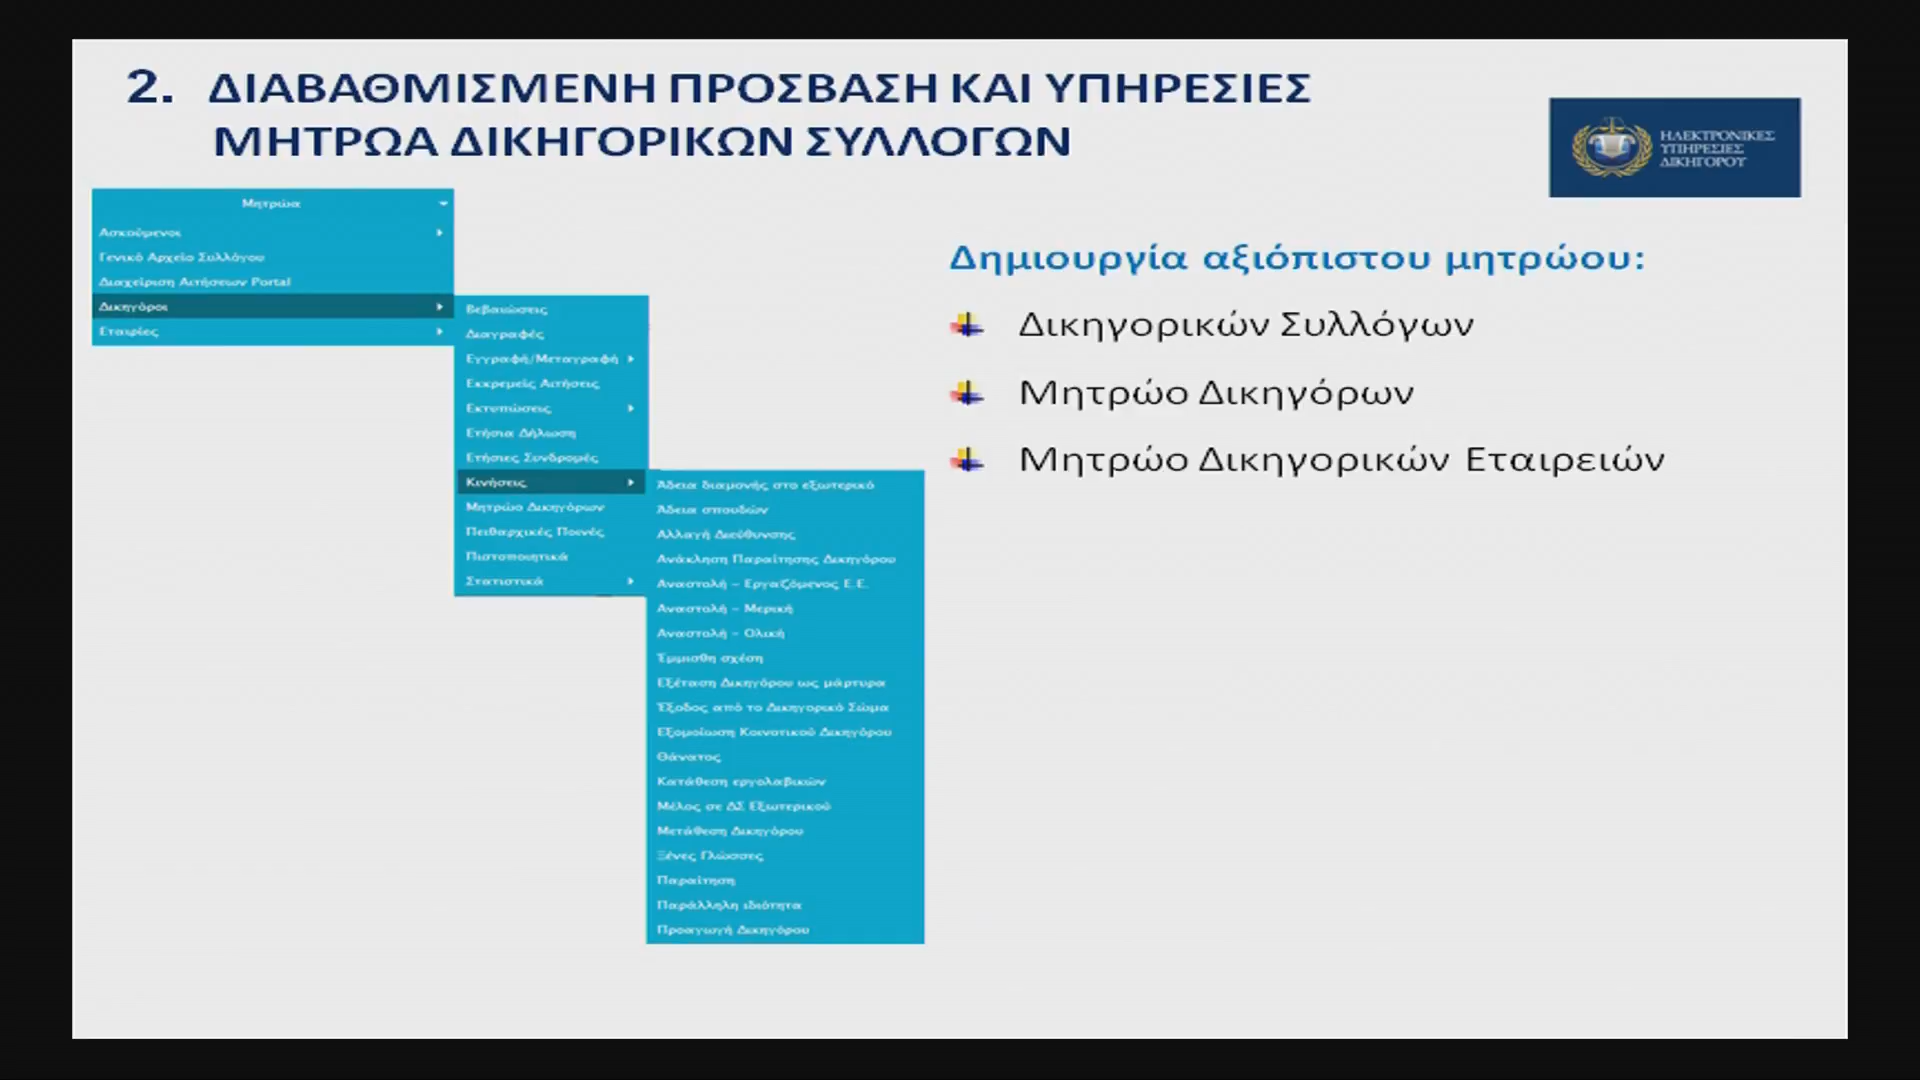 2. ΔΙΑΒΑΘΜΙΣΜΕΝΗ ΠΡΟΣΒΑΣΗ ΚΑΙ ΥΠΗΡΕΣΙΕΣ
ΜΗΤΡΩΑ ΔΙΚΗΓΟΡΙΚΩΝ ΣΥΛΛΟΓΩΝ
ΗΛΕΚΤΡΟΝΙΚΕΣ
ΥΠΗΡΕΣΙΕΣ
ΔΙΚΗΓΟΡΟΥ
Μητρώα
Ασκούμενοι
Γενικό Αρχείο Συλλόγου
Διαχείριση Αιτήσεων Portal
Δικηγόροι
Εταιρίες
Βεβαιώσεις
Διαγραφές
Εγγραφή/Μεταγραφή
Εκκρεμείς Αιτήσεις
Εκτυπώσεις
Ετήσια Δήλωση
Ετήσιες Συνδρομές
Κινήσεις
Μητρώο Δικηγόρων
Πειθαρχικές Ποινές
Πιστοποιητικά
Στατιστικά
Άδεια διαμονής στο εξωτερικό
Άδεια σπουδών
Αλλαγή Διεύθυνσης
Ανάκληση Παραίτησης Δικηγόρου
Αναστολή – Εργαζόμενος Ε.Ε.
Αναστολή – Μερική
Αναστολή – Ολική
Έμμισθη σχέση
Εξέταση Δικηγόρου ως μάρτυρα
Έξοδος από το Δικηγορικό Σώμα
Εξομοίωση Κοινοτικού Δικηγόρου
Θάνατος
Κατάθεση εργολαβικών
Μέλος σε ΔΣ Εξωτερικού
Μετάθεση Δικηγόρου
Ξένες Γλώσσες
Παραίτηση
Παράλληλη ιδιότητα
Προαγωγή Δικηγόρου
Δημιουργία αξιόπιστου μητρώου:
Δικηγορικών Συλλόγων
Μητρώο Δικηγόρων
Μητρώο Δικηγορικών Εταιρειών